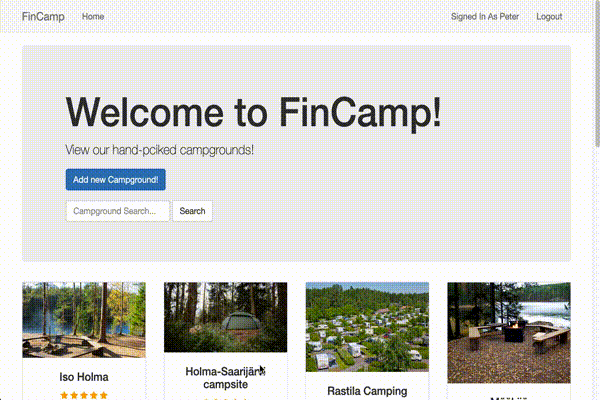 FinCamp Home Signed In As Peter Logout
Welcome to FinCamp!
View our hand-pciked campgrounds!
Add new Campground!
Campground Search... Search
Iso Holma
Holma-Saarijärvi
campsite
Rastila Camping